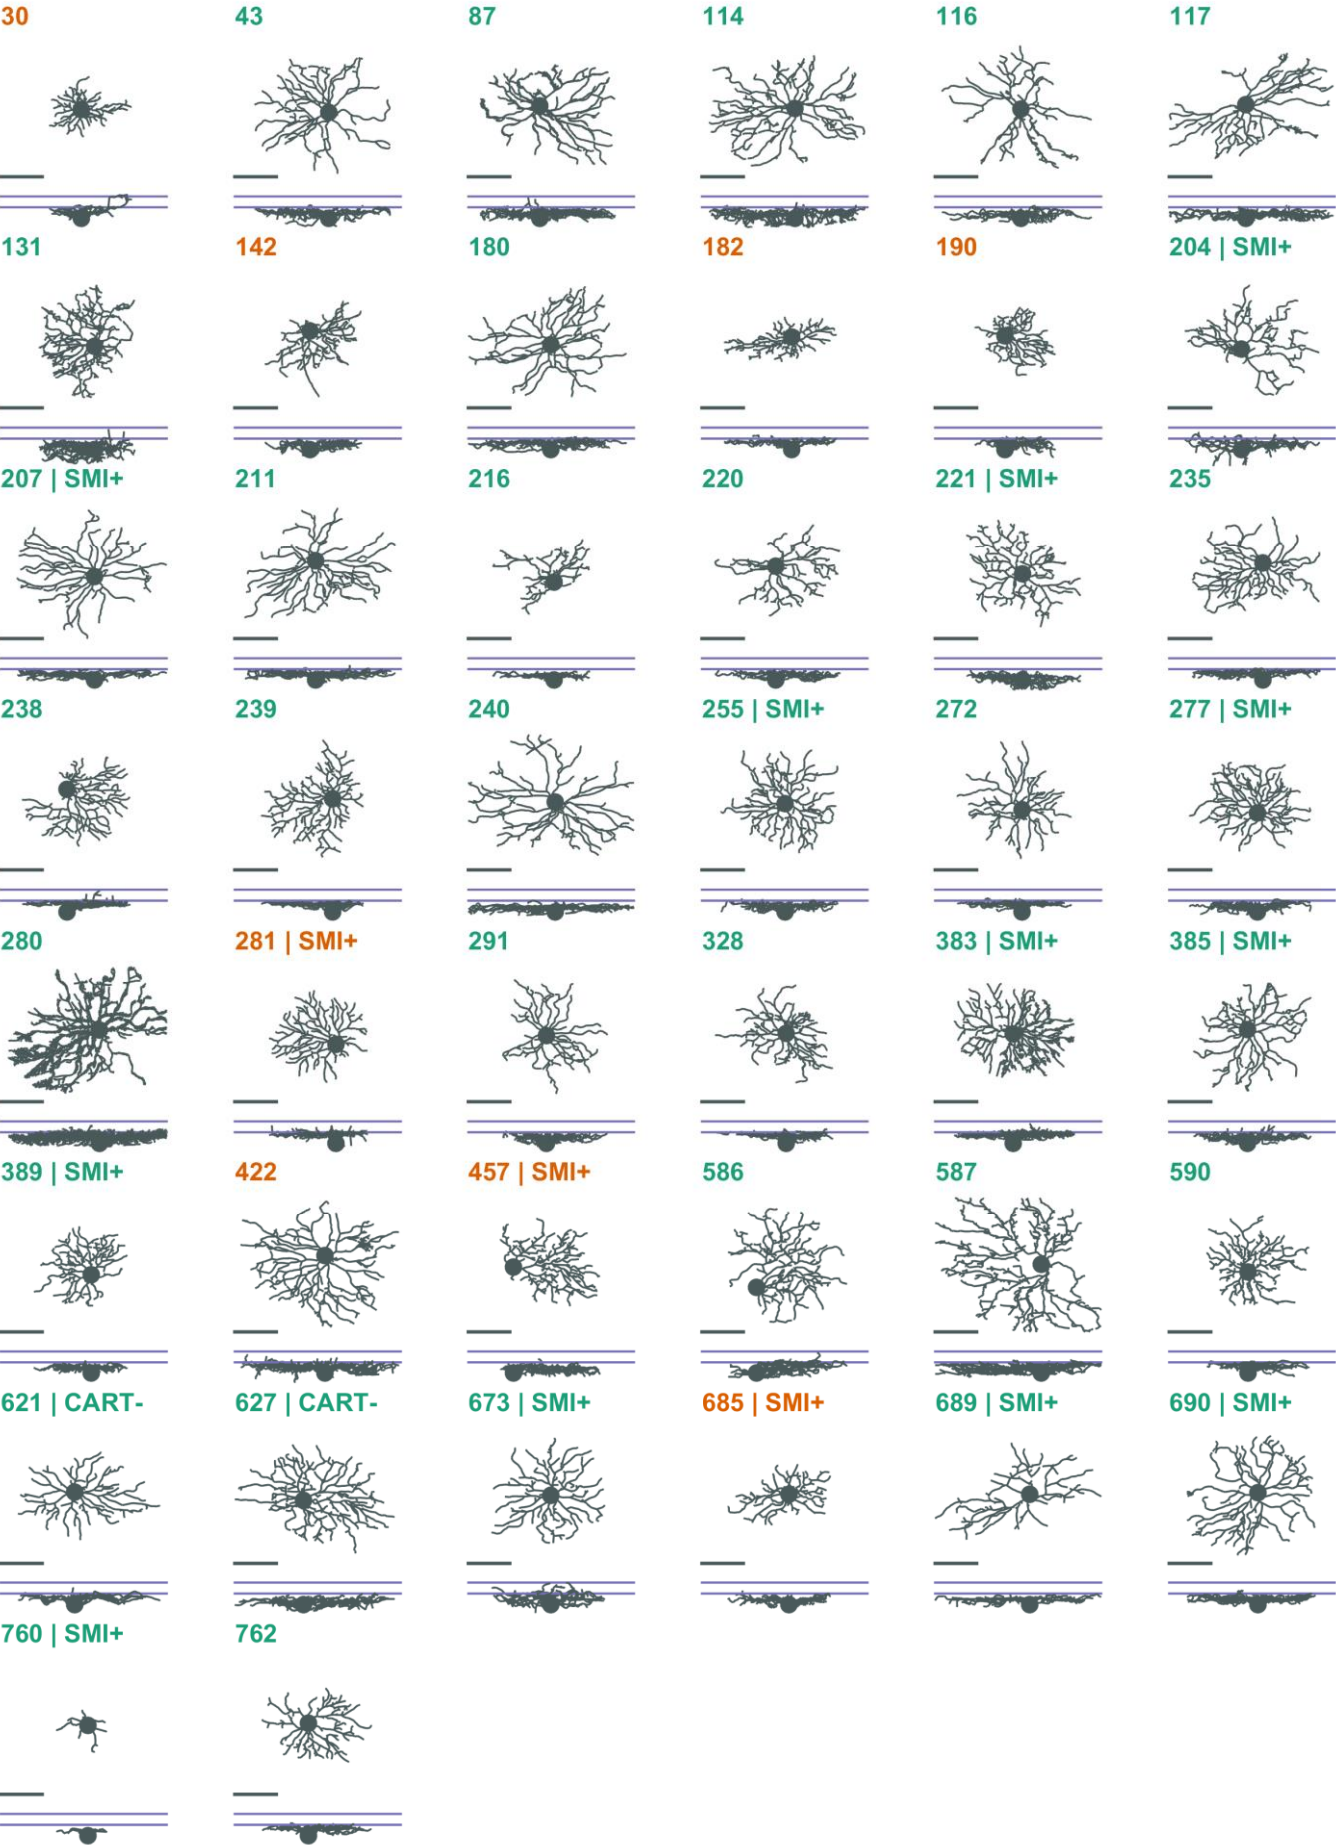 30 43 87 114 116 117
131 142 180 182 190 204 | SMI+
207 | SMI+ 211 216 220 221 | SMI+ 235
238 239 240 255 | SMI+ 272 277 | SMI+
280 281 | SMI+ 291 328 383 | SMI+ 385 | SMI+
389 | SMI+ 422 457 | SMI+ 586 587 590
621 | CART- 627 | CART- 673 | SMI+ 685 | SMI+ 689 | SMI+ 690 | SMI+
760 | SMI+ 762